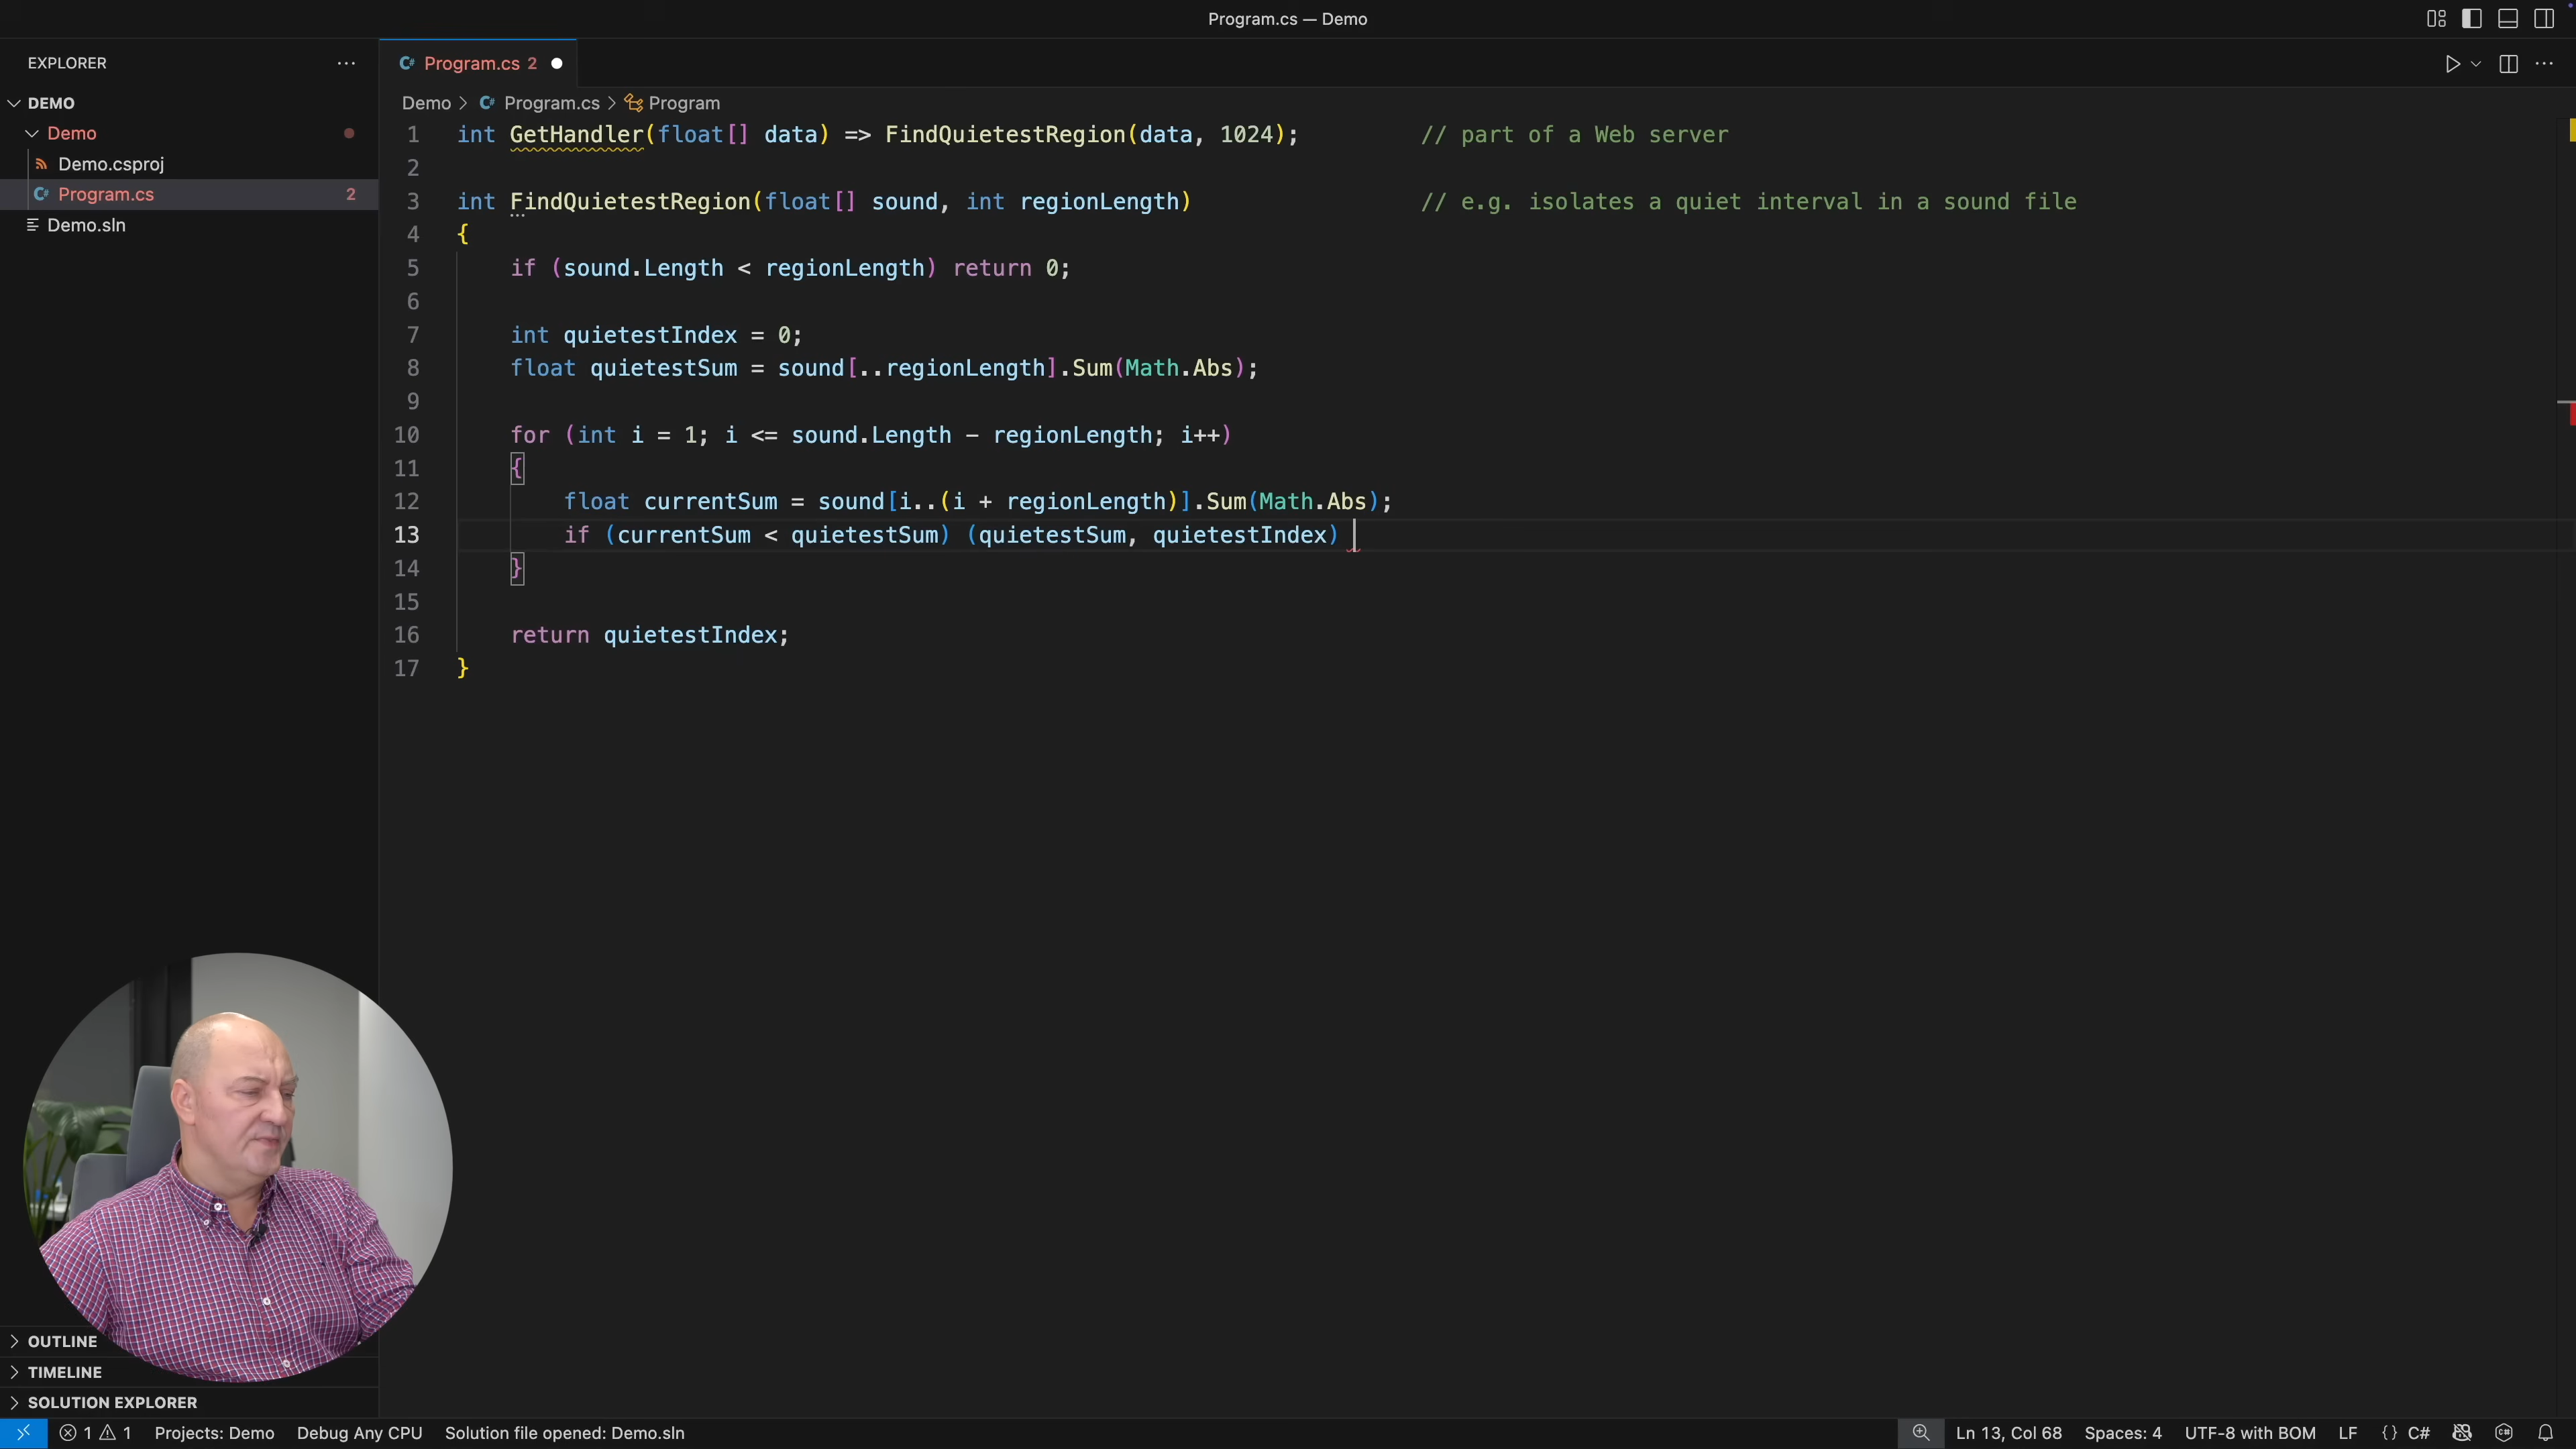 Program.cs — Demo
EXPLORER
DEMO
Demo
Demo.csproj
C# Program.cs 2
Demo.sln
C# Program.cs 2
Demo > C# Program.cs > Program
1 int GetHandler(float[] data) => FindQuietestRegion(data, 1024); // part of a Web server
2
3 int FindQuietestRegion(float[] sound, int regionLength) // e.g. isolates a quiet interval in a sound file
4 {
5 if (sound.Length < regionLength) return 0;
6
7 int quietestIndex = 0;
8 float quietestSum = sound[..regionLength].Sum(Math.Abs);
9
10 for (int i = 1; i <= sound.Length - regionLength; i++)
11 {
12 float currentSum = sound[i..(i + regionLength)].Sum(Math.Abs);
13 if (currentSum < quietestSum) (quietestSum, quietestIndex)
14 }
15
16 return quietestIndex;
17 }
OUTLINE
TIMELINE
SOLUTION EXPLORER
1 1 Projects: Demo Debug Any CPU Solution file opened: Demo.sln Ln 13, Col 68 Spaces: 4 UTF-8 with BOM LF {} C#